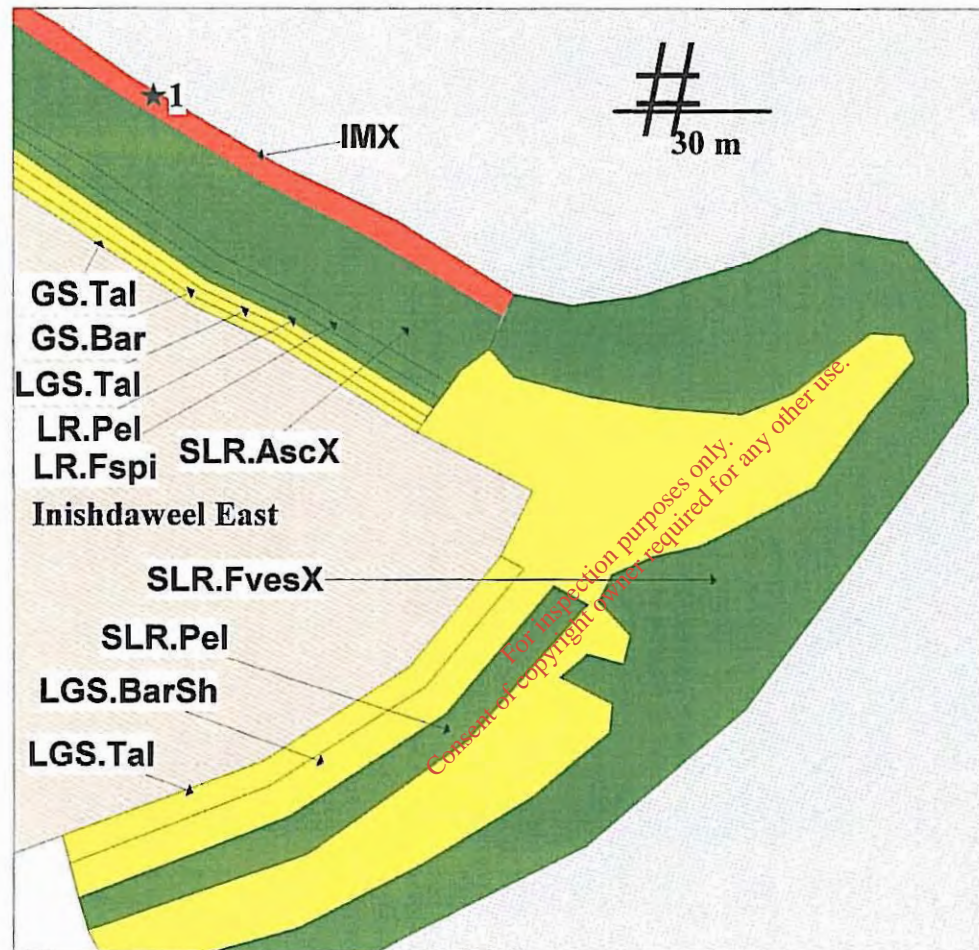 1
IMX
30 m
GS.Tal
GS.Bar
LGS.Tal
LR.Pel
LR.Fspi
SLR.AscX
Inishdaweel East
SLR.FvesX
SLR.Pel
LGS.BarSh
LGS.Tal
For inspection purposes only.
Consent of copyright owner required for any other use.